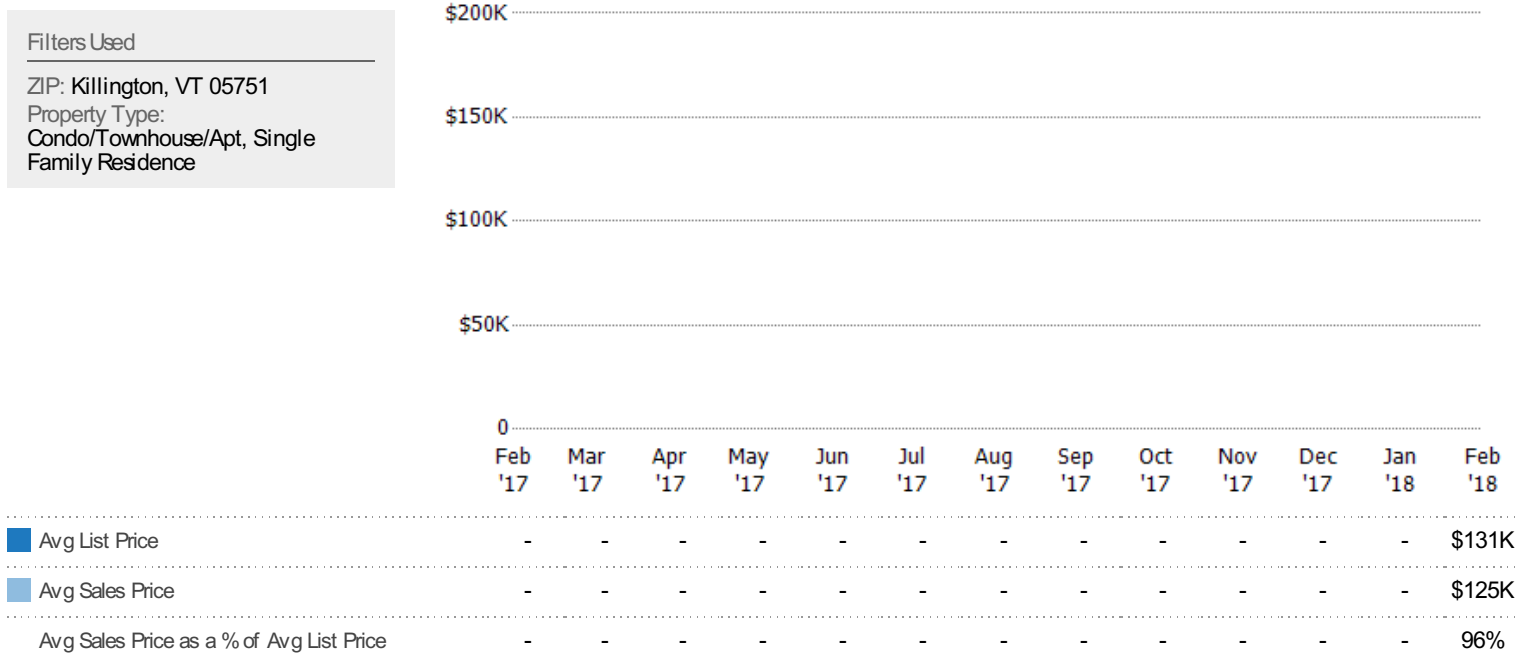 Filters Used
ZIP: Killington, VT 05751
Property Type:
Condo/Townhouse/Apt, Single
Family Residence
$200K
$150K
$100K
$50K
0
Feb Mar Apr May Jun Jul Aug Sep Oct Nov Dec Jan Feb
'17 '17 '17 '17 '17 '17 '17 '17 '17 '17 '17 '18 '18
Avg List Price - - - - - - - - - - - - $131K
Avg Sales Price - - - - - - - - - - - - $125K
Avg Sales Price as a % of Avg List Price - - - - - - - - - - - - 96%